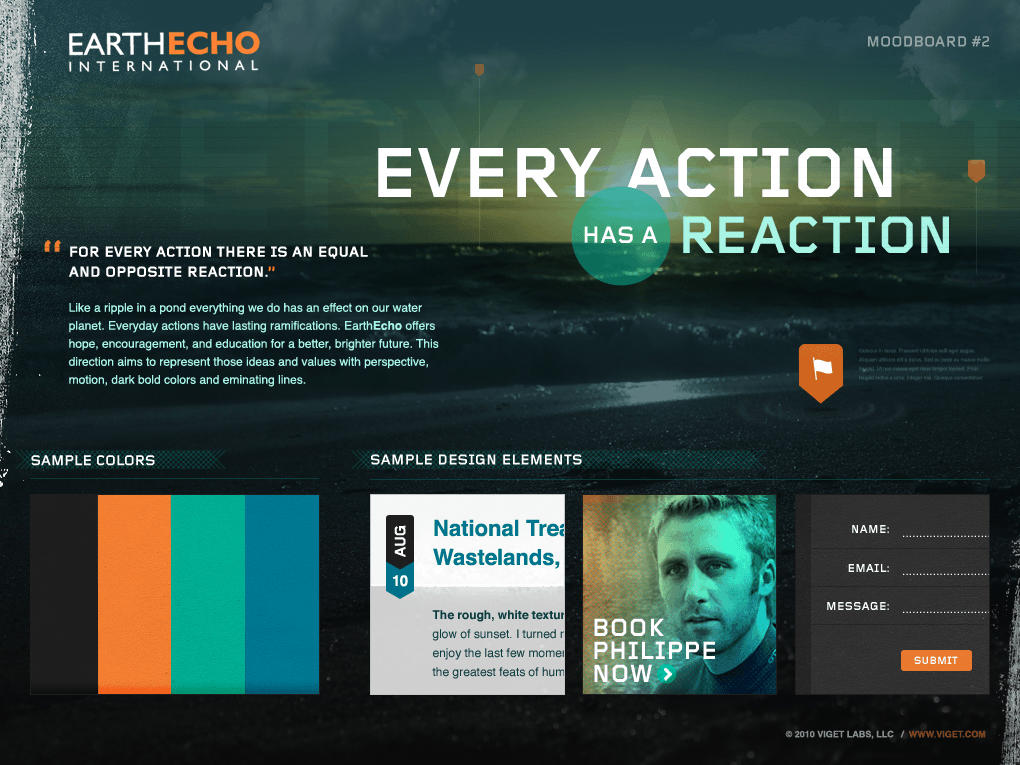 EARTHECHO
INTERNATIONAL
MOODBOARD #2
EVERY ACTION
HAS A REACTION
“ FOR EVERY ACTION THERE IS AN EQUAL
AND OPPOSITE REACTION.”
Like a ripple in a pond everything we do has an effect on our water
planet. Everyday actions have lasting ramifications. EarthEcho offers
hope, encouragement, and education for a better, brighter future. This
direction aims to represent those ideas and values with perspective,
motion, dark bold colors and eminating lines.
SAMPLE COLORS
SAMPLE DESIGN ELEMENTS
AUG
10
National Trea
Wastelands,
The rough, white textur
glow of sunset. I turned r
enjoy the last few momen
the greatest feats of hum
BOOK
PHILIPPE
NOW >
NAME:
EMAIL:
MESSAGE:
SUBMIT
© 2010 VIGET LABS, LLC / WWW.VIGET.COM